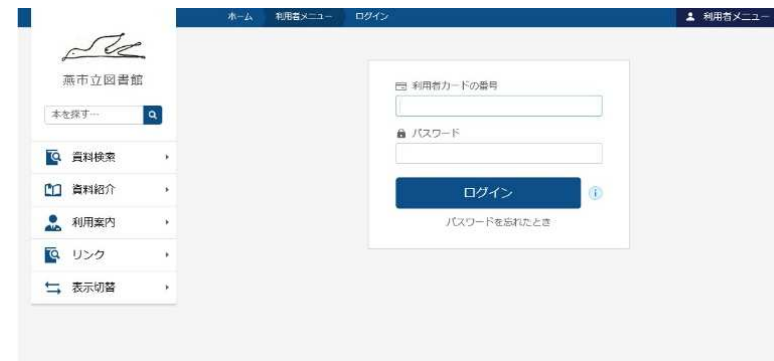 ホーム 利用者メニュー ログイン 利用者メニュー
燕市立図書館
本を探す…
資料検索
資料紹介
利用案内
リンク
表示切替
利用者カードの番号
パスワード
ログイン
パスワードを忘れたとき